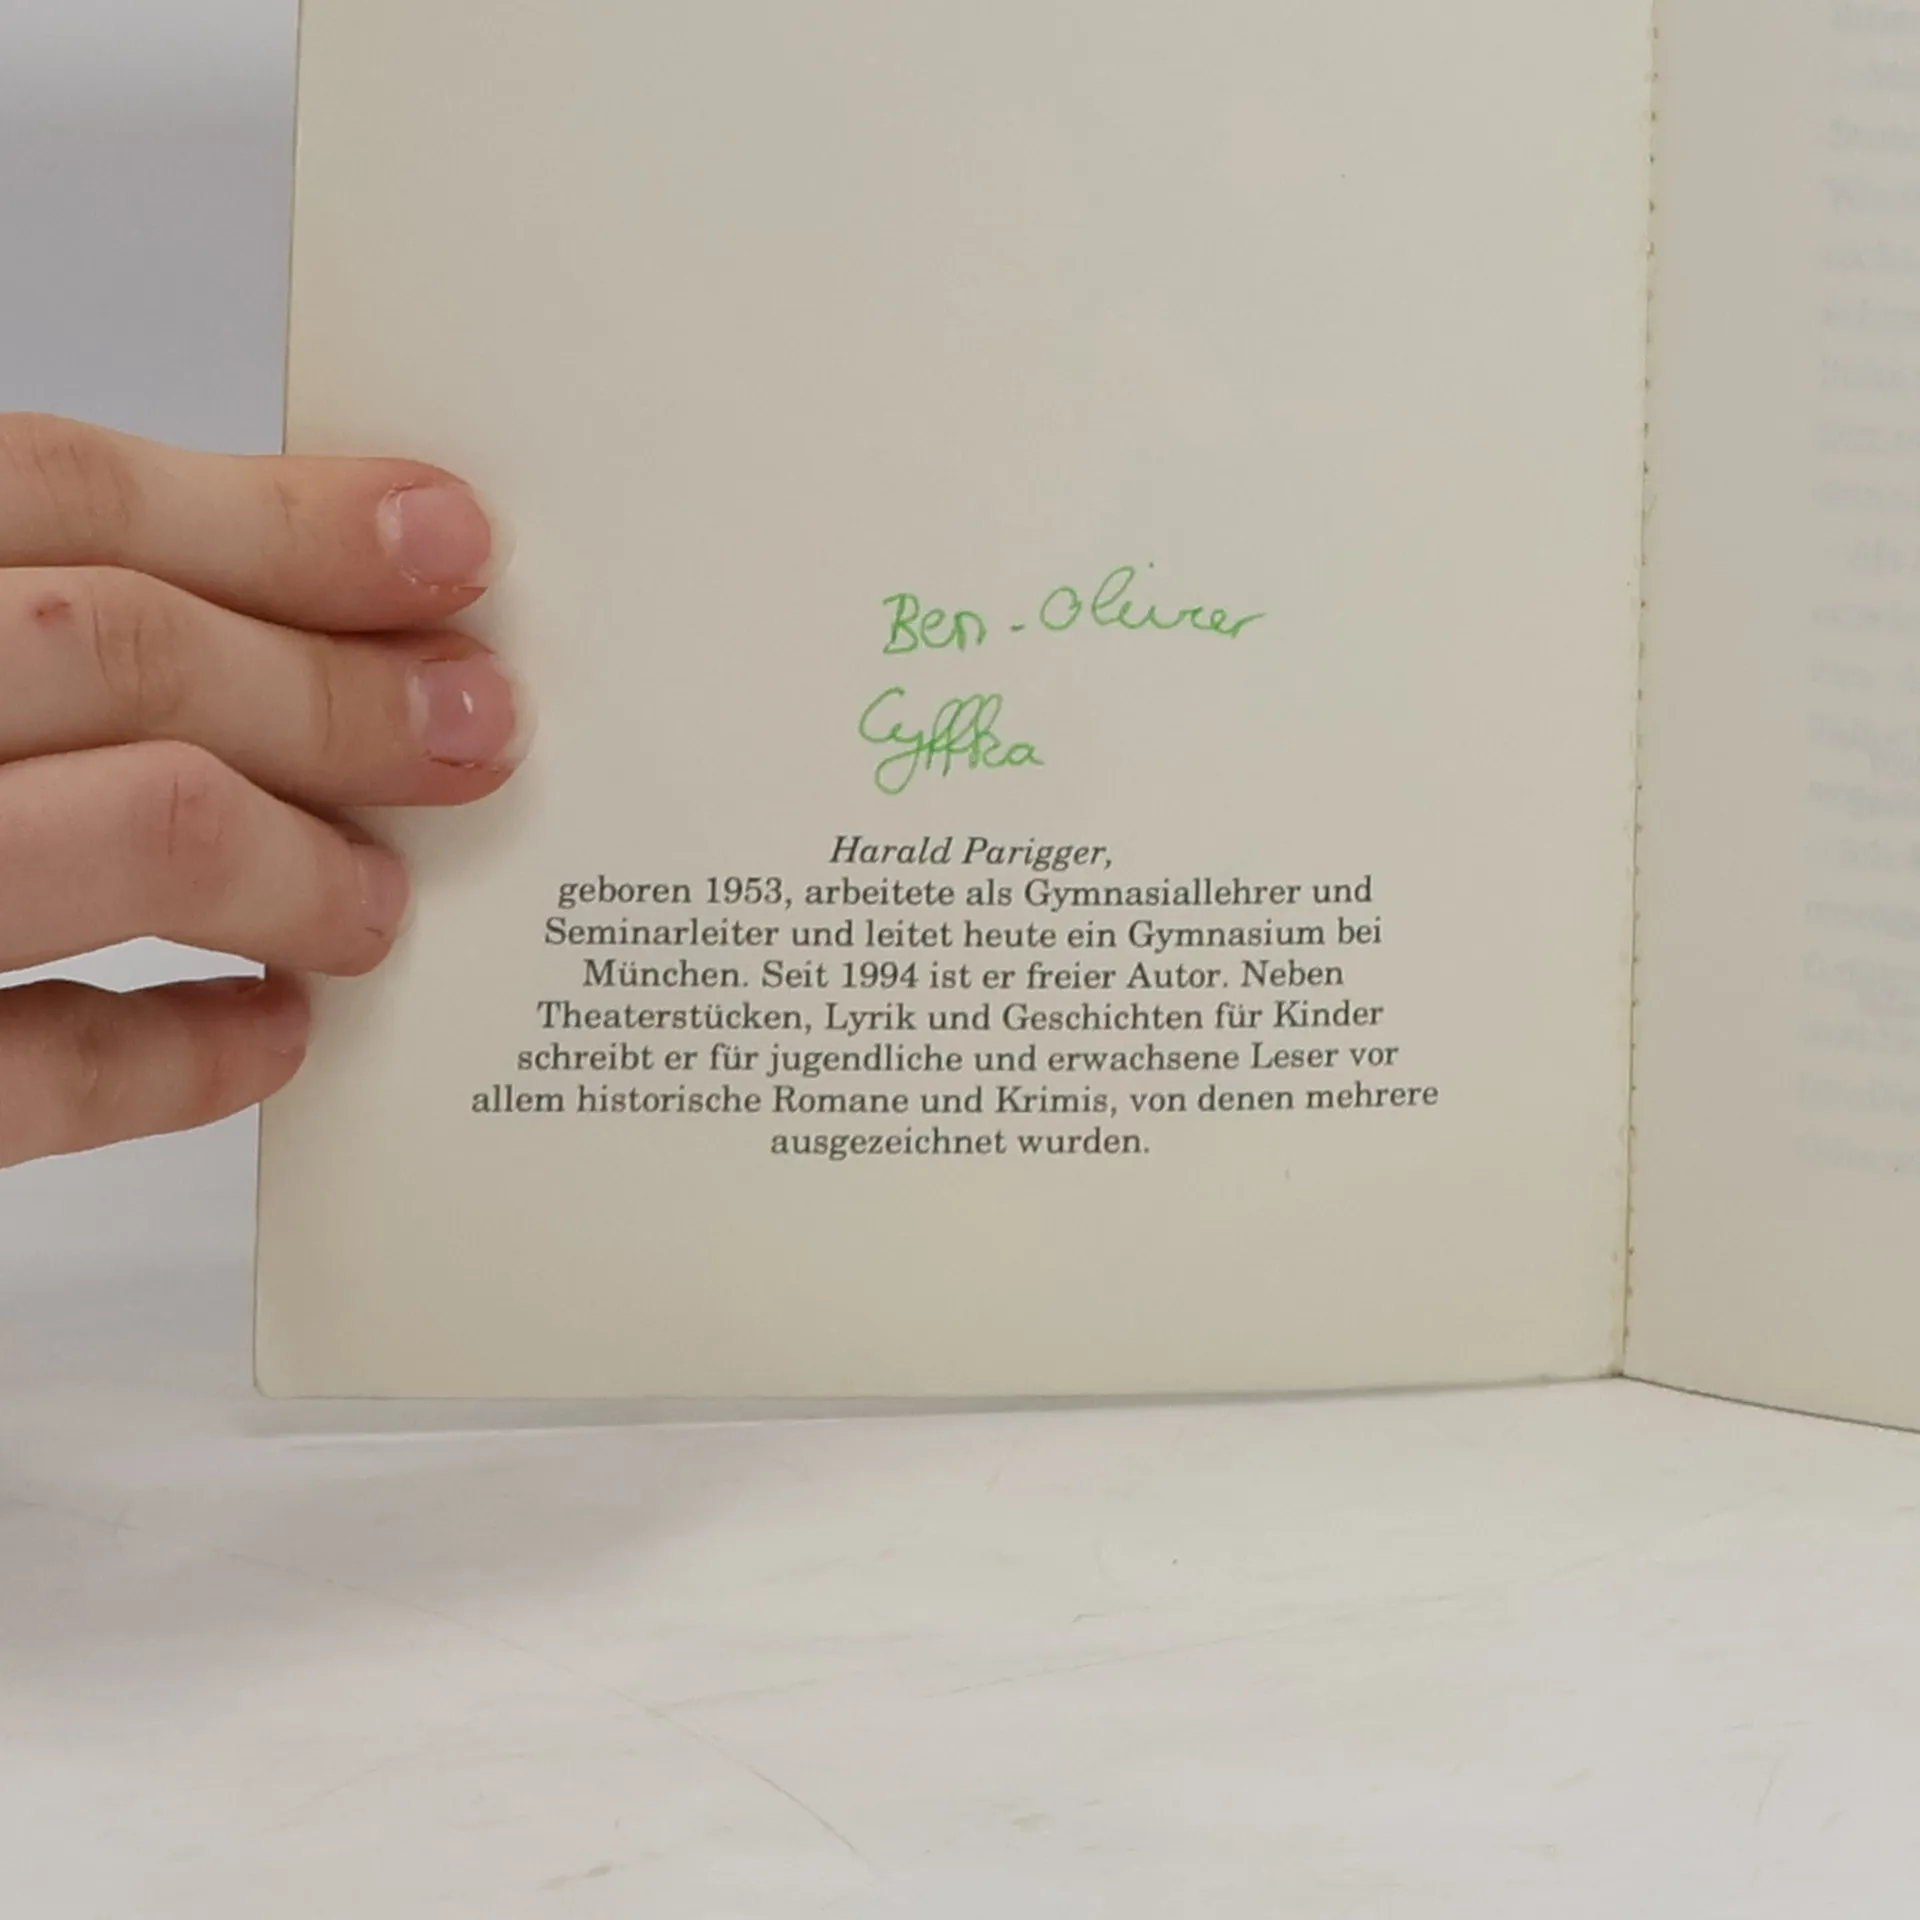 Ben-Oliver
Harald Parigger,
geboren 1953, arbeitete als Gymnasiallehrer und
Seminarleiter und leitet heute ein Gymnasium bei
München. Seit 1994 ist er freier Autor. Neben
Theaterstücken, Lyrik und Geschichten für Kinder
schreibt er für jugendliche und erwachsene Leser vor
allem historische Romane und Krimis, von denen mehrere
ausgezeichnet wurden.